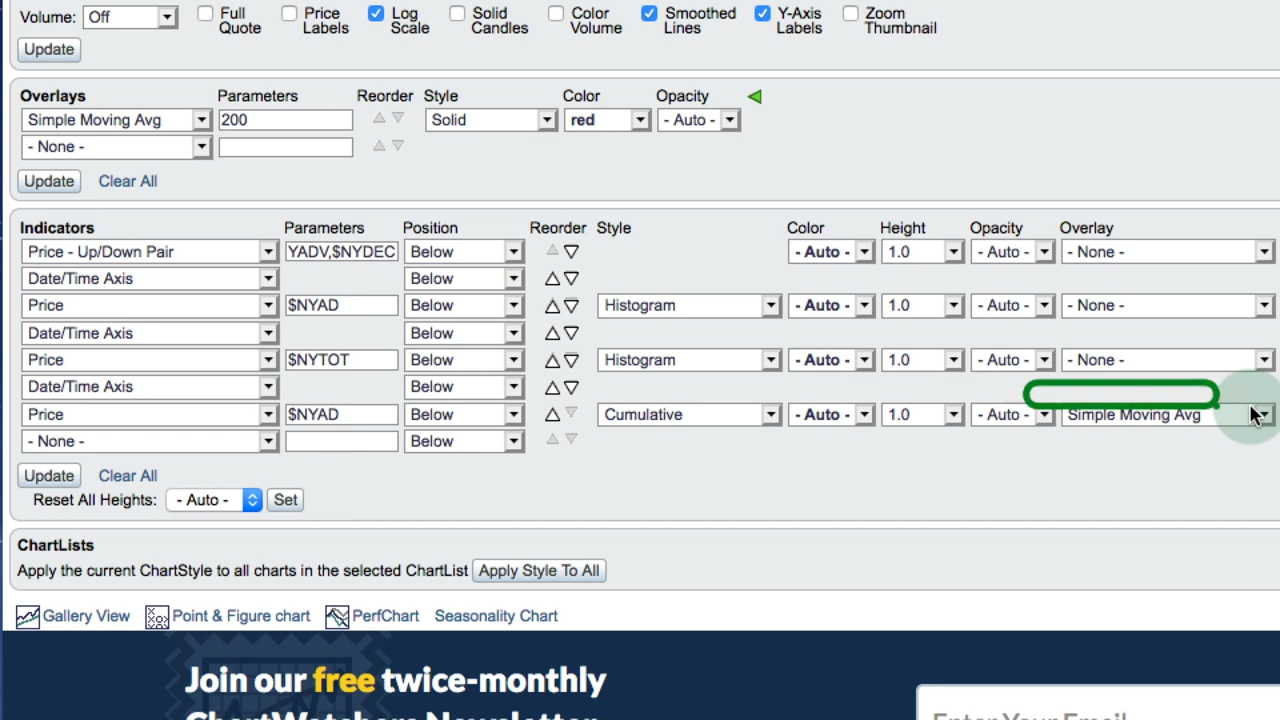 Volume: Off Full Quote Price Labels Log Scale Solid Candles Color Volume Smoothed Lines Y-Axis Labels Zoom Thumbnail
Update
Overlays Parameters Reorder Style Color Opacity
Simple Moving Avg 200 Solid red - Auto -
- None -
Update Clear All
Indicators Parameters Position Reorder Style Color Height Opacity Overlay
Price - Up/Down Pair YADV,$NYDEC Below - Auto - 1.0 - Auto - - None -
Date/Time Axis Below
Price $NYAD Below Histogram - Auto - 1.0 - Auto - - None -
Date/Time Axis Below
Price $NYTOT Below Histogram - Auto - 1.0 - Auto - - None -
Date/Time Axis Below
Price $NYAD Below Cumulative - Auto - 1.0 - Auto - Simple Moving Avg
- None - Below
Update Clear All
Reset All Heights: - Auto - Set
ChartLists
Apply the current ChartStyle to all charts in the selected ChartList Apply Style To All
Gallery View Point & Figure chart PerfChart Seasonality Chart
Join our free twice-monthly
ChartWatchers Newsletter
Enter Your Email